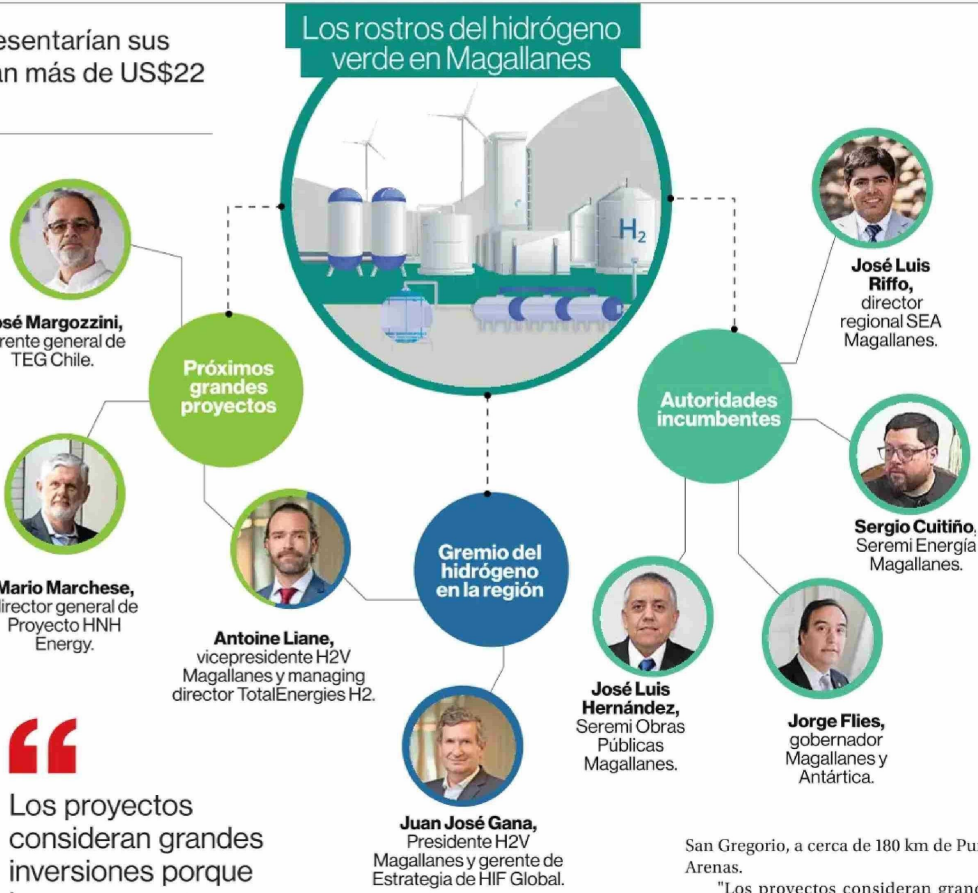 esentarían sus
an más de US$22
Los rostros del hidrógeno
verde en Magallanes
H2
osé Margozzini,
rente general de
TEG Chile.
Próximos
grandes
proyectos
Mario Marchese,
director general de
Proyecto HNH
Energy.
Antoine Liane,
vicepresidente H2V
Magallanes y managing
director TotalEnergies H2.
Gremio del
hidrógeno
en la región
Juan José Gana,
Presidente H2V
Magallanes y gerente de
Estrategia de HIF Global.
Autoridades
incumbentes
José Luis
Riffo,
director
regional SEA
Magallanes.
Sergio Cuitiño,
Seremi Energía
Magallanes.
José Luis
Hernández,
Seremi Obras
Públicas
Magallanes.
Jorge Flies,
gobernador
Magallanes y
Antártica.
Los proyectos
consideran grandes
inversiones porque
San Gregorio, a cerca de 180 km de Pu
Arenas.
"Los proyectos consideran grand